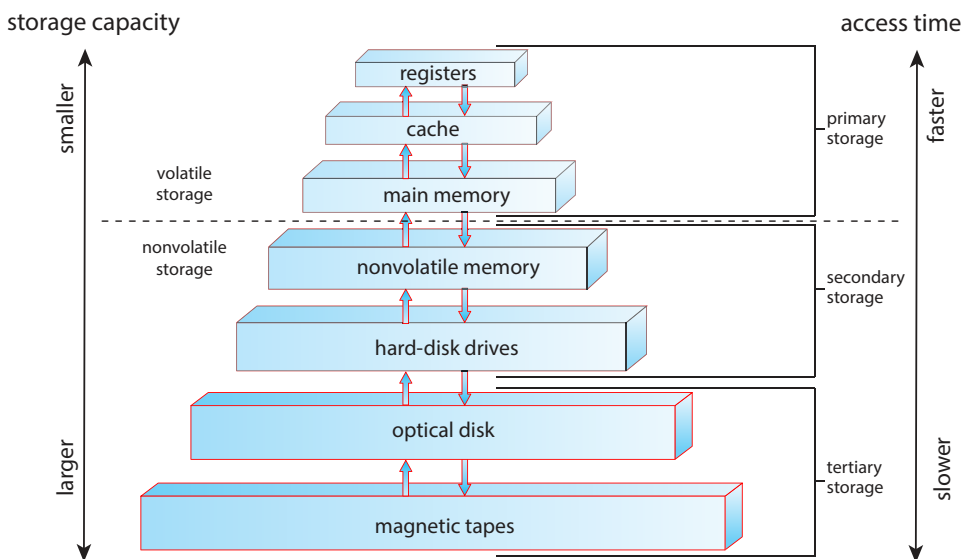 storage capacity
access time
smaller
larger
faster
slower
registers
cache
main memory
nonvolatile memory
hard-disk drives
optical disk
magnetic tapes
volatile
storage
nonvolatile
storage
primary
storage
secondary
storage
tertiary
storage